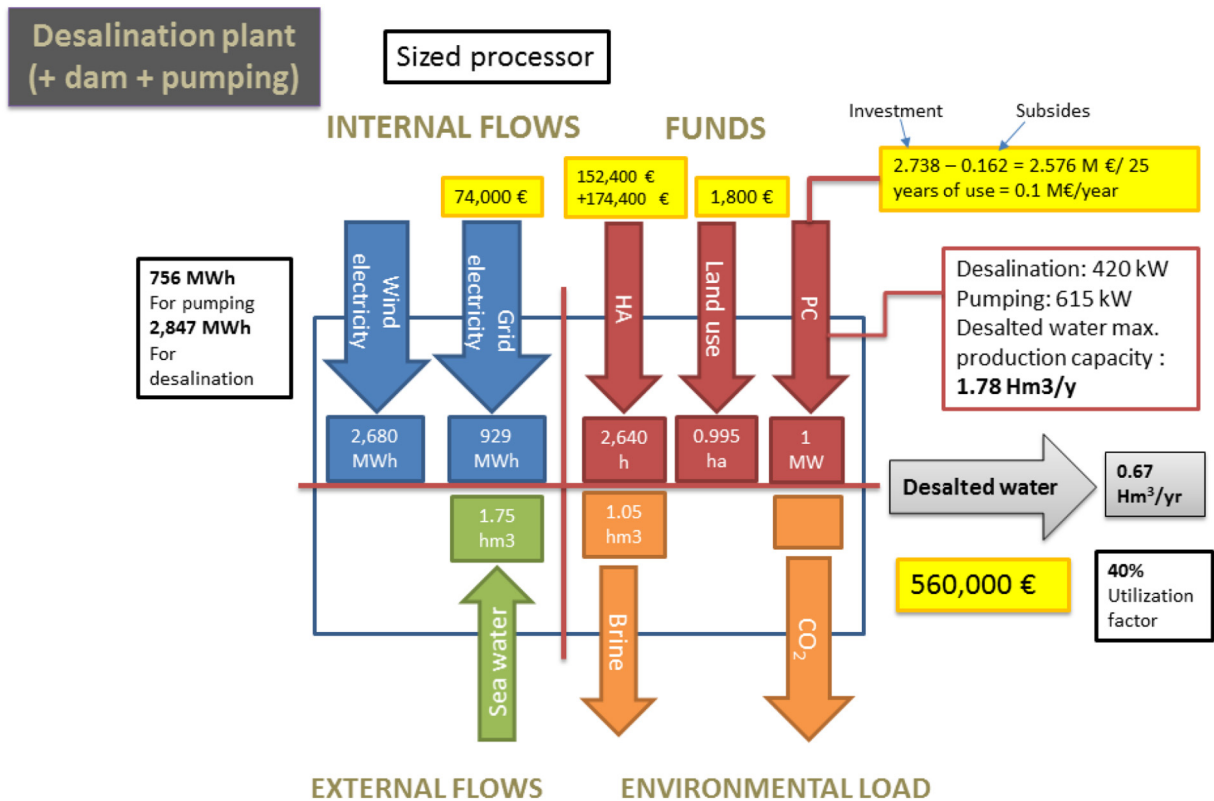 Desalination plant
(+ dam + pumping)
Sized processor
INTERNAL FLOWS
FUNDS
Investment
Subsides
2.738 – 0.162 = 2.576 M €/ 25
years of use = 0.1 M€/year
74,000 €
152,400 €
+174,400 €
1,800 €
756 MWh
For pumping
2,847 MWh
For
desalination
Wind
electricity
Grid
electricity
HA
Land use
PC
Desalination: 420 kW
Pumping: 615 kW
Desalted water max.
production capacity :
1.78 Hm3/y
2,680
MWh
929
MWh
2,640
h
0.995
ha
1
MW
Desalted water
0.67
Hm³/yr
1.75
hm3
1.05
hm3
560,000 €
40%
Utilization
factor
Sea water
Brine
CO₂
EXTERNAL FLOWS
ENVIRONMENTAL LOAD